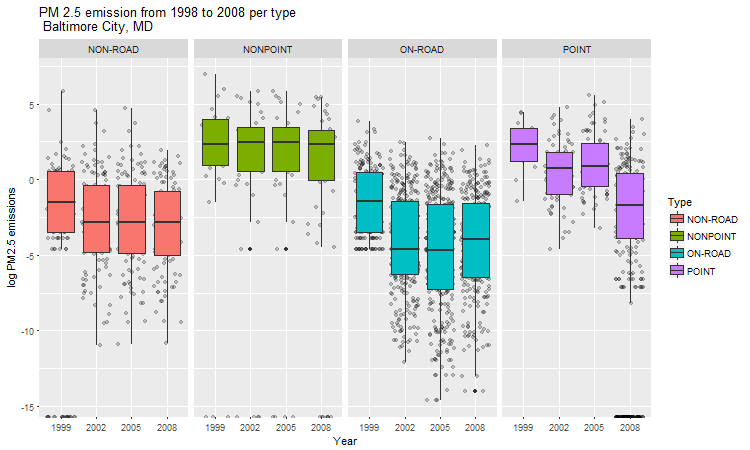 PM 2.5 emission from 1998 to 2008 per type
Baltimore City, MD
NON-ROAD NONPOINT ON-ROAD POINT
5
0
-5
-10
-15
log PM2.5 emissions
1999 2002 2005 2008 1999 2002 2005 2008 1999 2002 2005 2008 1999 2002 2005 2008
Year
Type
NON-ROAD
NONPOINT
ON-ROAD
POINT